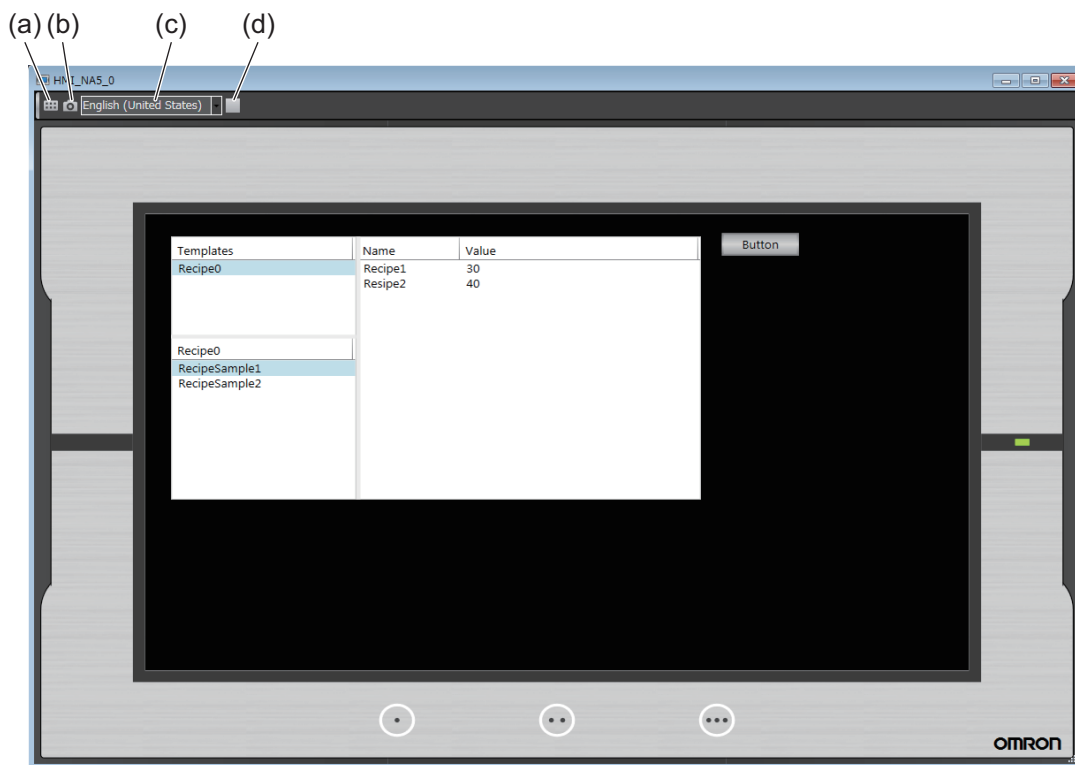 (a) (b) (c) (d)
HMI_NA5_0
English (United States)
Templates Name Value Button
Recipe0 Recipe1 30
Resipe2 40
Recipe0
RecipeSample1
RecipeSample2
OMRON